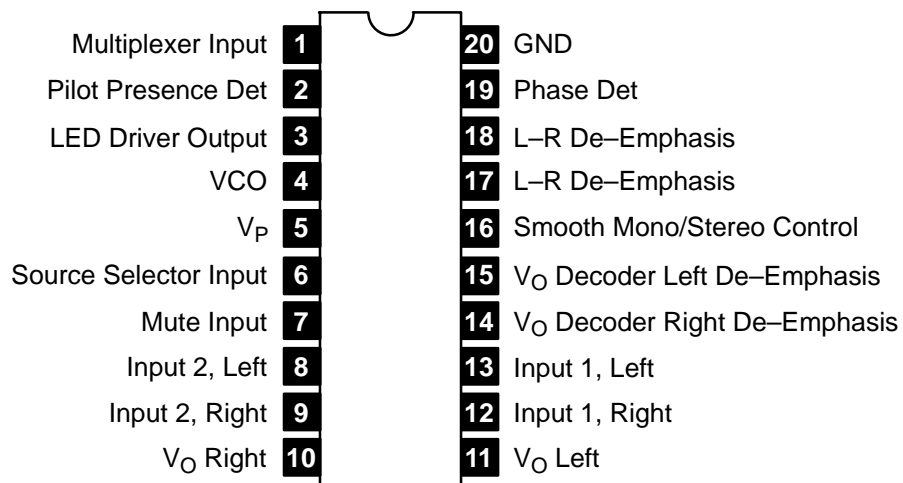 Multiplexer Input 1 20 GND
Pilot Presence Det 2 19 Phase Det
LED Driver Output 3 18 L–R De–Emphasis
VCO 4 17 L–R De–Emphasis
VP 5 16 Smooth Mono/Stereo Control
Source Selector Input 6 15 VO Decoder Left De–Emphasis
Mute Input 7 14 VO Decoder Right De–Emphasis
Input 2, Left 8 13 Input 1, Left
Input 2, Right 9 12 Input 1, Right
VO Right 10 11 VO Left